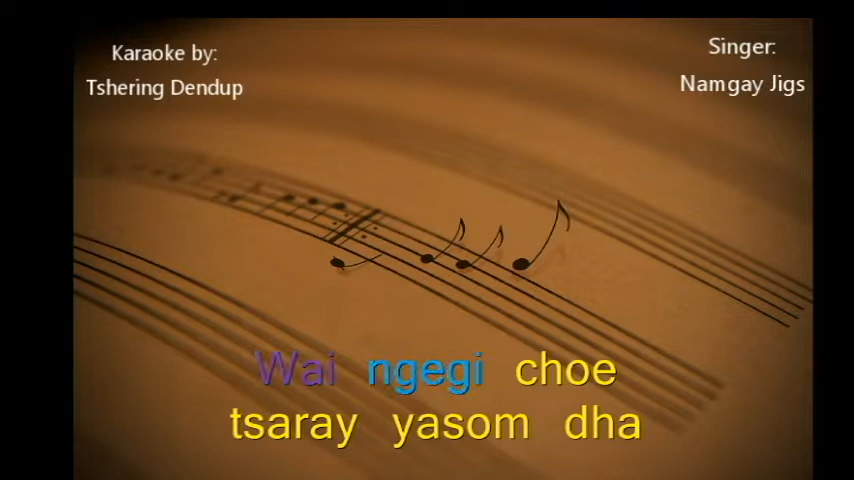 Karaoke by:
Tshering Dendup
Singer:
Namgay Jigs
Wai ngegi choe
tsaray yasom dha